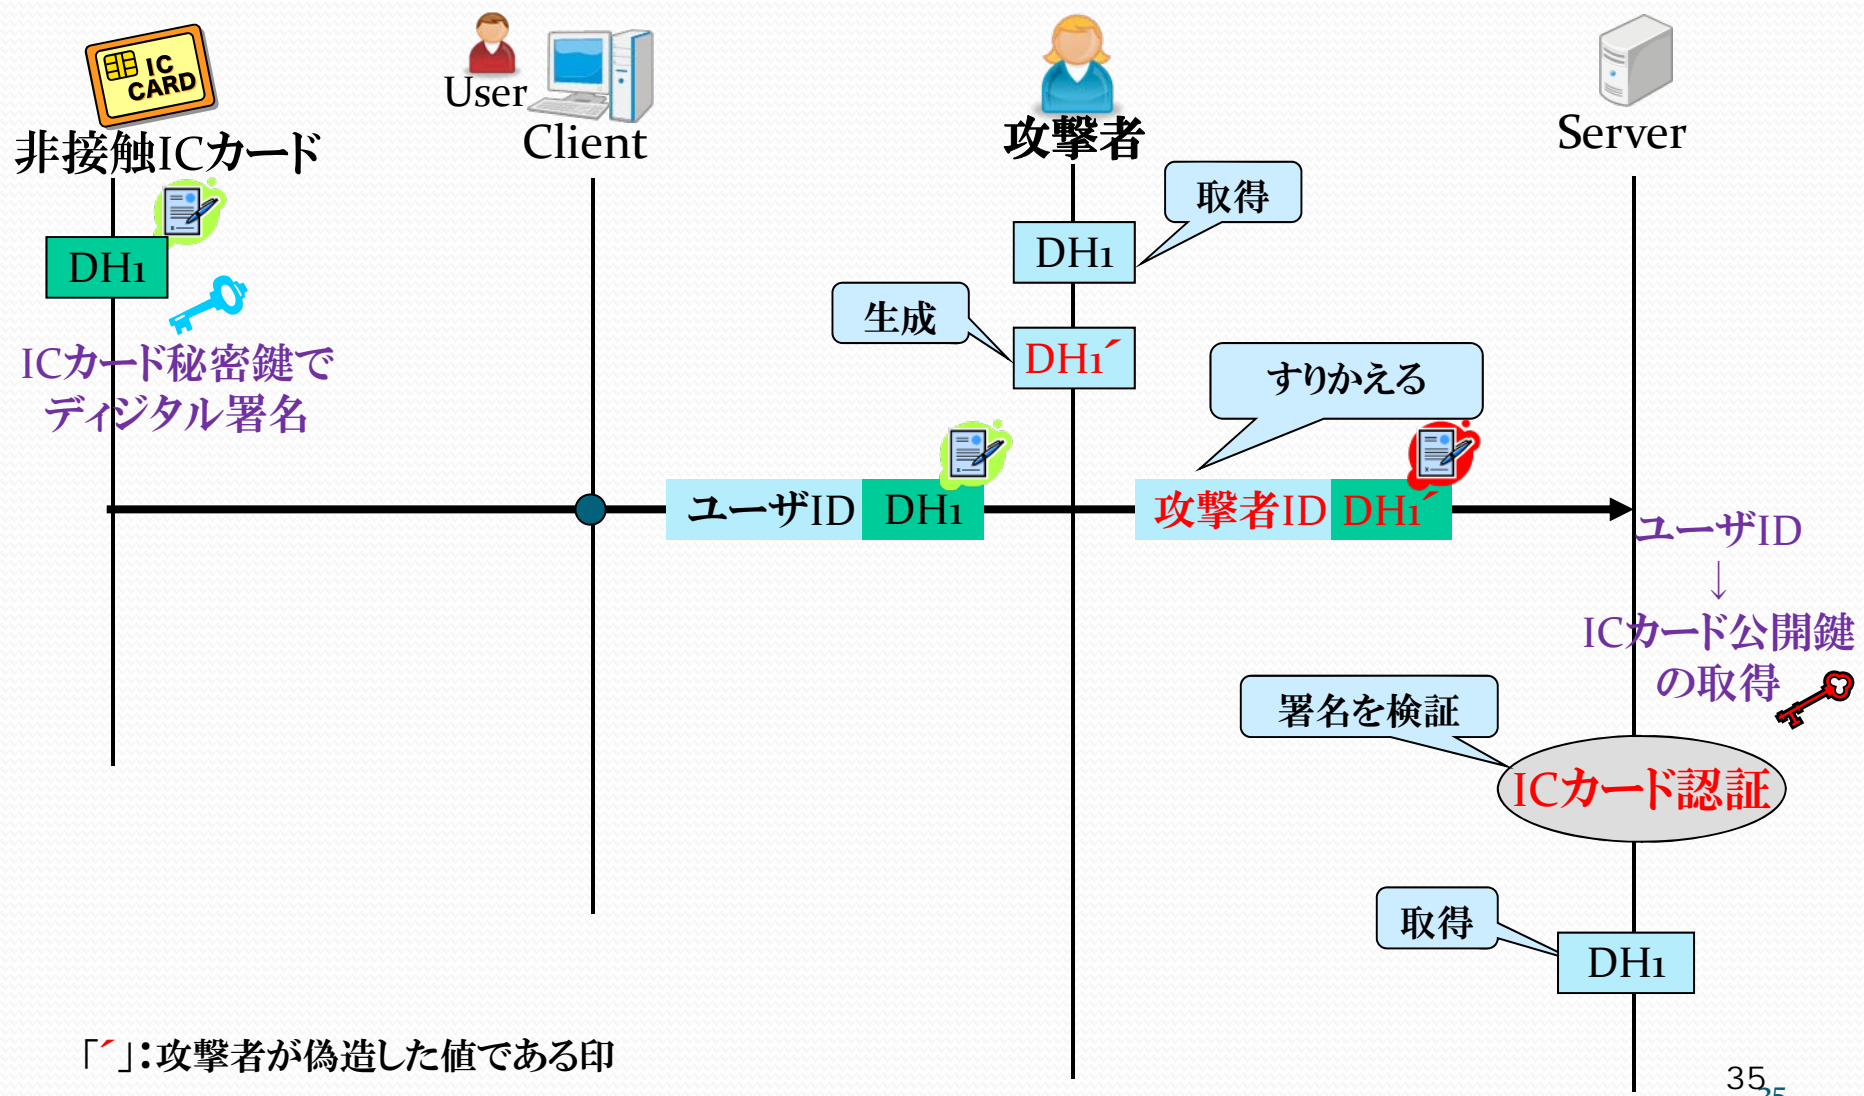 IC
CARD
User
非接触ICカード
Client
攻撃者
Server
取得
DH1
DH1
生成
DH1´
ICカード秘密鍵で
ディジタル署名
すりかえる
ユーザID
DH1
攻撃者ID
DH1´
ユーザID
↓
ICカード公開鍵
の取得
署名を検証
ICカード認証
取得
DH1
「´」：攻撃者が偽造した値である印
35
35